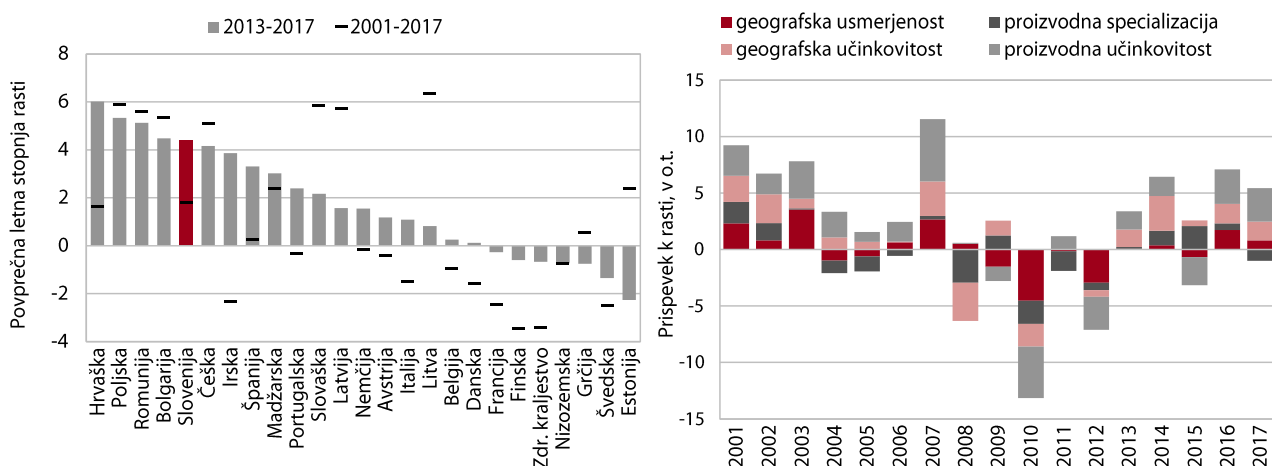 2013-2017
2001-2017
Povprečna letna stopnja rasti
8
6
4
2
0
-2
-4
Hrvaška
Poljska
Romunija
Bolgarija
Slovenija
Češka
Irska
Španija
Madžarska
Portugalska
Slovaška
Latvija
Nemčija
Avstrija
Italija
Litva
Belgija
Danska
Francija
Finska
Zdr. kraljestvo
Nizozemska
Grčija
Švedska
Estonija
geografska usmerjenost
proizvodna specializacija
geografska učinkovitost
proizvodna učinkovitost
Prispevek k rasti, v o.t.
15
10
5
0
-5
-10
-15
2001
2002
2003
2004
2005
2006
2007
2008
2009
2010
2011
2012
2013
2014
2015
2016
2017